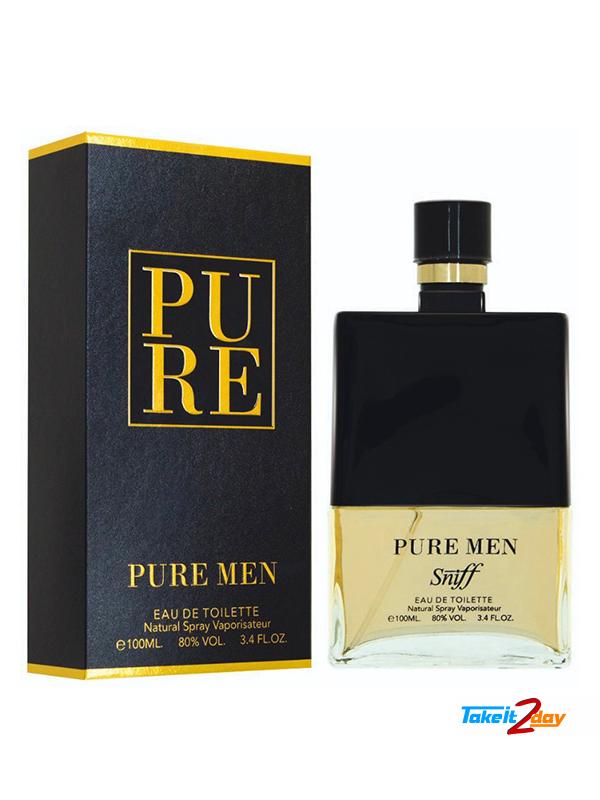 PU
RE
PURE MEN
EAU DE TOILETTE
Natural Spray Vaporisateur
℮100ML. 80% VOL. 3.4 FL.OZ.
PURE MEN
Sniff
EAU DE TOILETTE
Natural Spray Vaporisateur
℮100ML. 80% VOL. 3.4 FL.OZ.
TakeIt2day